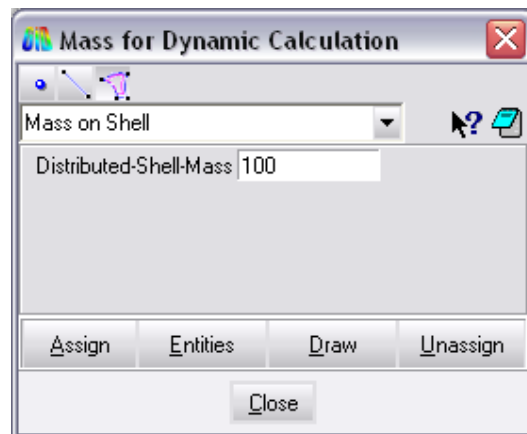 Mass for Dynamic Calculation
Mass on Shell
Distributed-Shell-Mass 100
Assign Entities Draw Unassign
Close